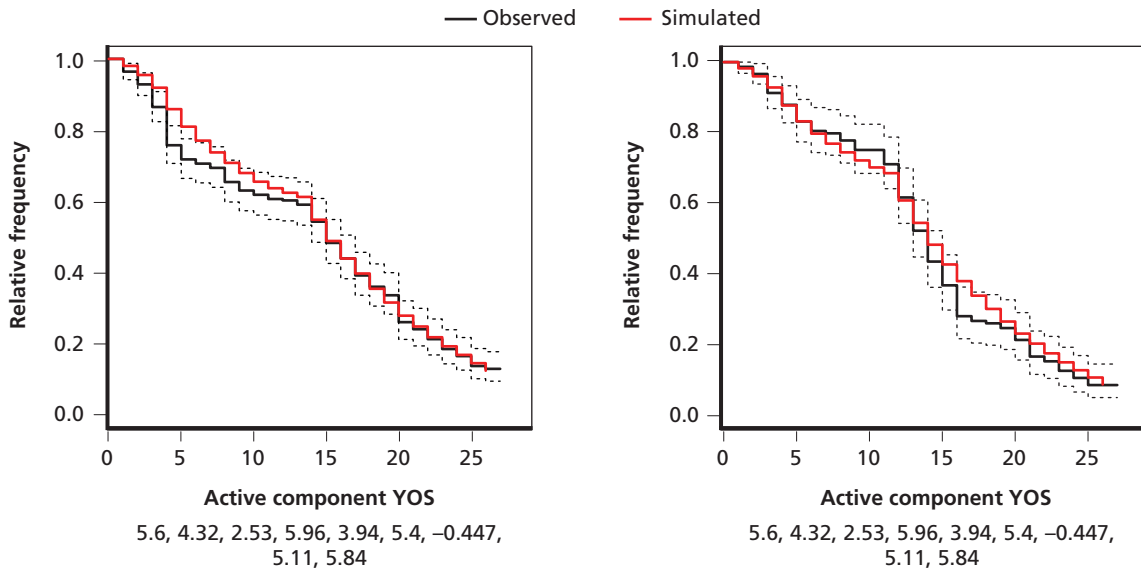 Observed Simulated
Relative frequency
1.0
0.8
0.6
0.4
0.2
0.0
0 5 10 15 20 25
Active component YOS
5.6, 4.32, 2.53, 5.96, 3.94, 5.4, –0.447,
5.11, 5.84
Relative frequency
1.0
0.8
0.6
0.4
0.2
0.0
0 5 10 15 20 25
Active component YOS
5.6, 4.32, 2.53, 5.96, 3.94, 5.4, –0.447,
5.11, 5.84